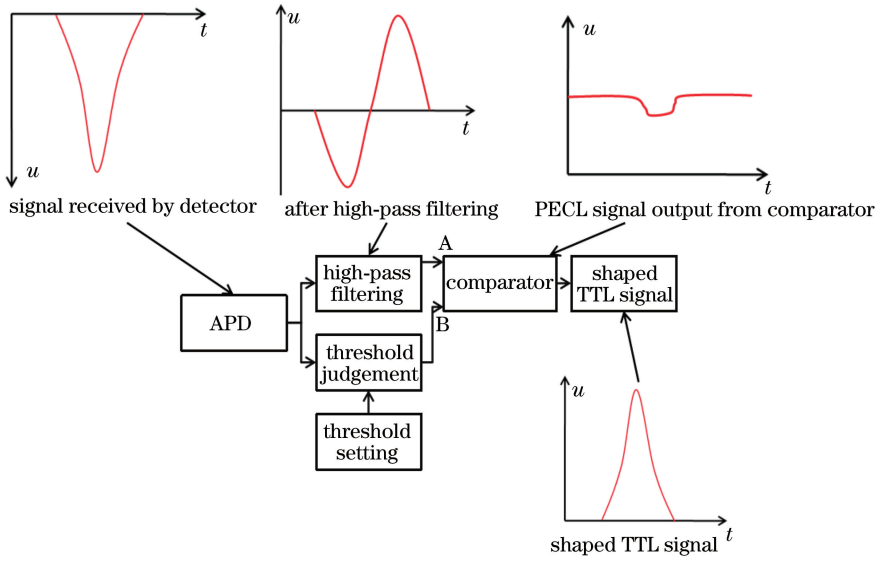 t
u
signal received by detector
u
t
after high-pass filtering
u
t
PECL signal output from comparator
APD
high-pass
filtering
threshold
judgement
threshold
setting
A
B
comparator
shaped
TTL signal
u
t
shaped TTL signal